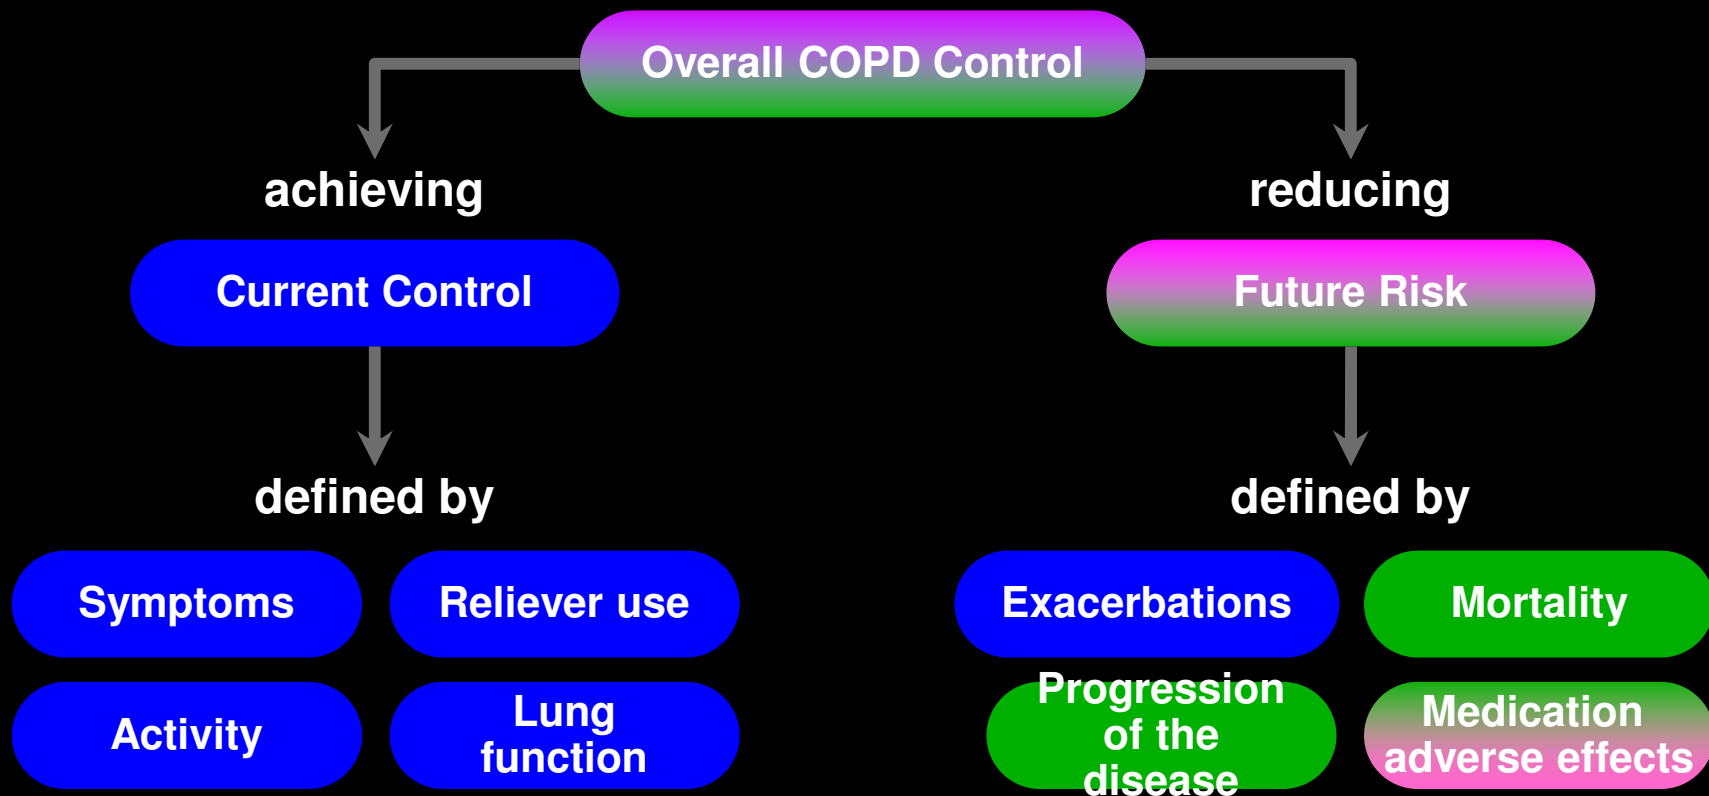 Overall COPD Control
achieving
reducing
Current Control
Future Risk
defined by
defined by
Symptoms
Reliever use
Exacerbations
Mortality
Activity
Lung
function
Progression
of the
disease
Medication
adverse effects